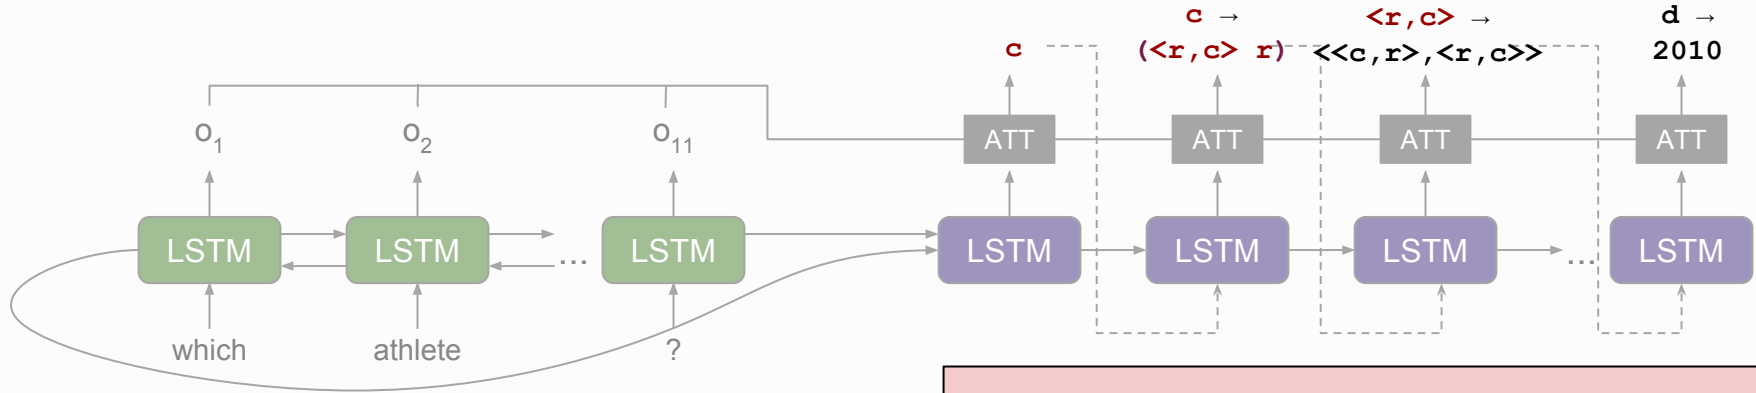 c → <r,c> → d →
c (<r,c> r) <<c,r>,<r,c>> 2010
o1 o2 o11 ATT ATT ATT ATT
LSTM LSTM ... LSTM LSTM LSTM LSTM ... LSTM
which athlete ?